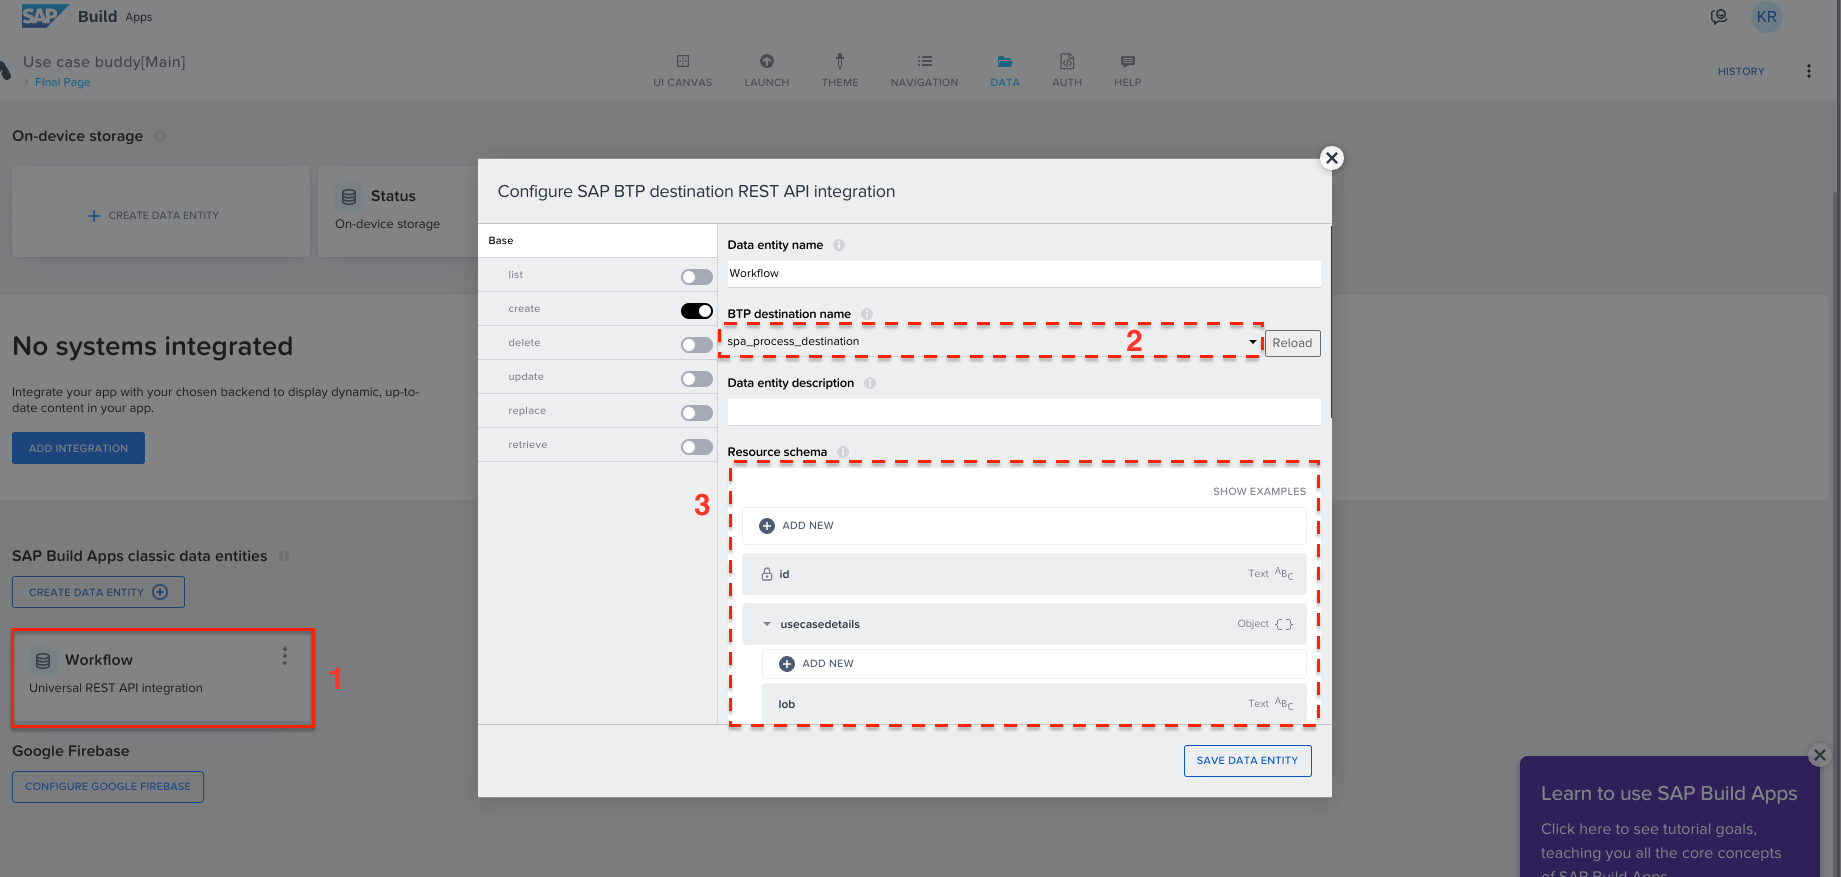 SAP Build Apps
KR
Use case buddy[Main]
> FInal Page
UI CANVAS
LAUNCH
THEME
NAVIGATION
DATA
AUTH
HELP
HISTORY
On-device storage
CREATE DATA ENTITY
Status
On-device storage
No systems integrated
Integrate your app with your chosen backend to display dynamic, up-to-
date content in your app.
ADD INTEGRATION
SAP Build Apps classic data entities
CREATE DATA ENTITY
Workflow
Universal REST API integration
1
Google Firebase
CONFIGURE GOOGLE FIREBASE
Configure SAP BTP destination REST API integration
Base
list
create
delete
update
replace
retrieve
Data entity name
Workflow
BTP destination name
spa_process_destination
2
Reload
Data entity description
Resource schema
3
SHOW EXAMPLES
ADD NEW
id
Text ABC
usecasedetails
Object { }
ADD NEW
lob
Text ABC
SAVE DATA ENTITY
Learn to use SAP Build Apps
Click here to see tutorial goals,
teaching you all the core concepts
of SAP Build Apps